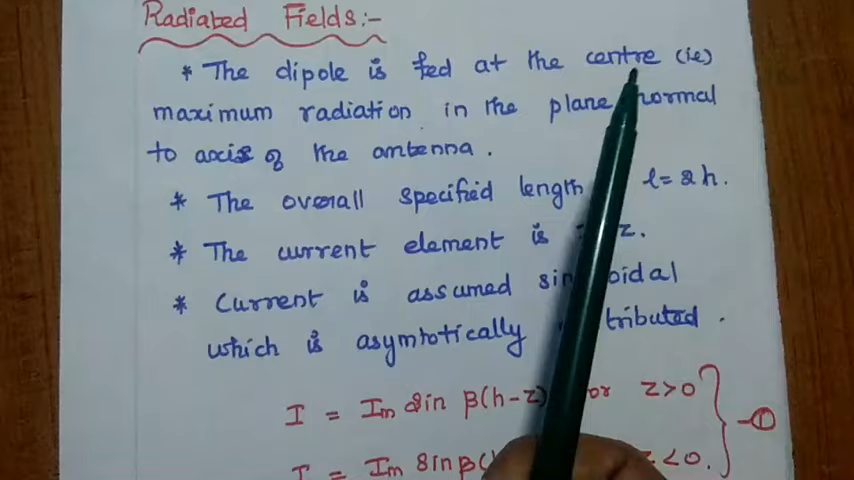 Radiated Fields:-
* The dipole is fed at the centre (ie)
maximum radiation in the plane normal
to axis of the antenna.
* The overall specified length l=2h.
* The current element is z.
* Current is assumed sin oidal
which is asymtotically tributed.
I = Im Sin β(h-z) for z>0
I = Im Sin β( z<0. } -①